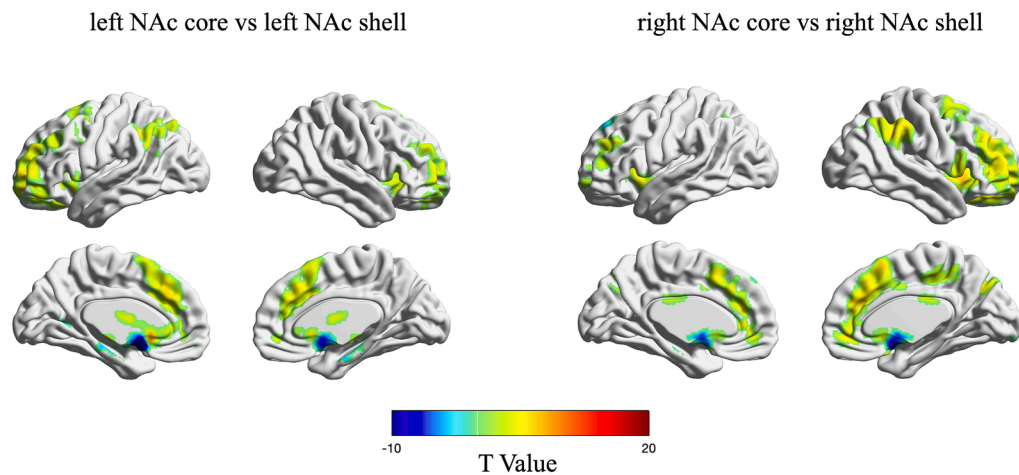 left NAc core vs left NAc shell
right NAc core vs right NAc shell
-10
20
T Value